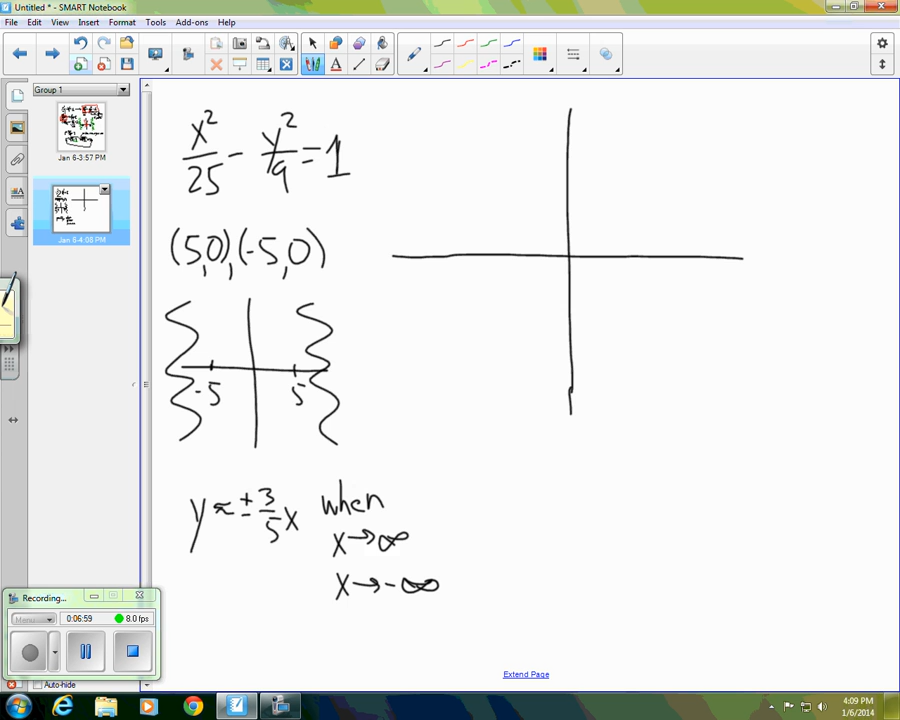 Untitled * - SMART Notebook
File Edit View Insert Format Tools Add-ons Help
Group 1
Jan 6-3:57 PM
Jan 6-4:08 PM
x²/25 - y²/9 = 1
(5,0),(-5,0)
-5 5
y ≈ ± 3/5 x when
x→∞
x→-∞
Recording...
Menu
0:06:59
8.0 fps
Auto-hide
Extend Page
4:09 PM
1/6/2014